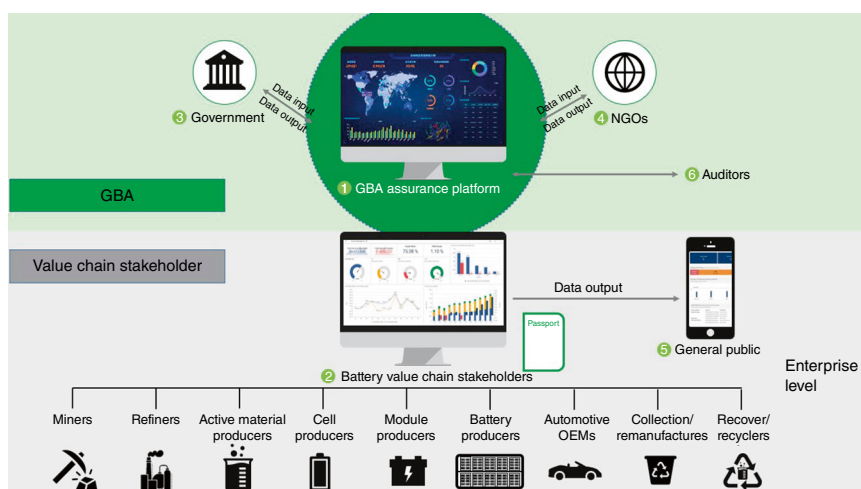 Data input
Data output
3 Government
Data input
Data output
4 NGOs
1 GBA assurance platform
6 Auditors
GBA
Value chain stakeholder
Data output
Passport
5 General public
2 Battery value chain stakeholders
Enterprise
level
Miners
Refiners
Active material
producers
Cell
producers
Module
producers
Battery
producers
Automotive
OEMs
Collection/
remanufactures
Recover/
recyclers